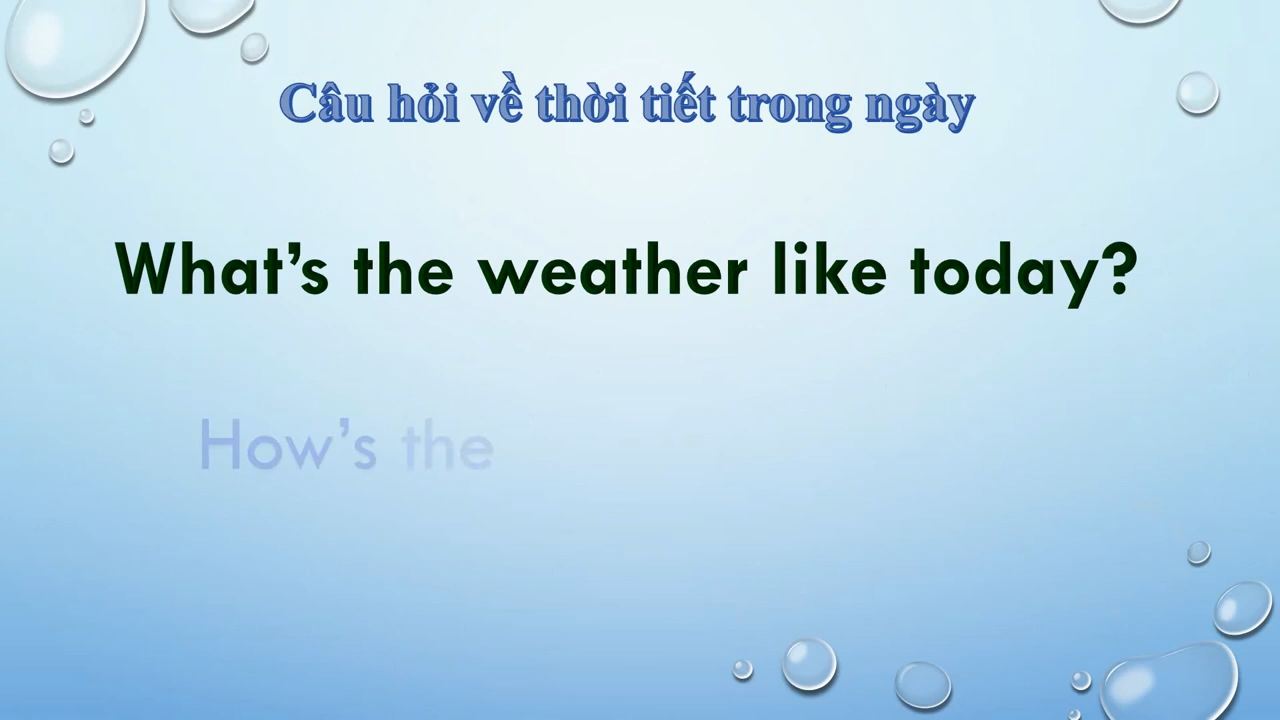 Câu hỏi về thời tiết trong ngày
What’s the weather like today?
How’s the